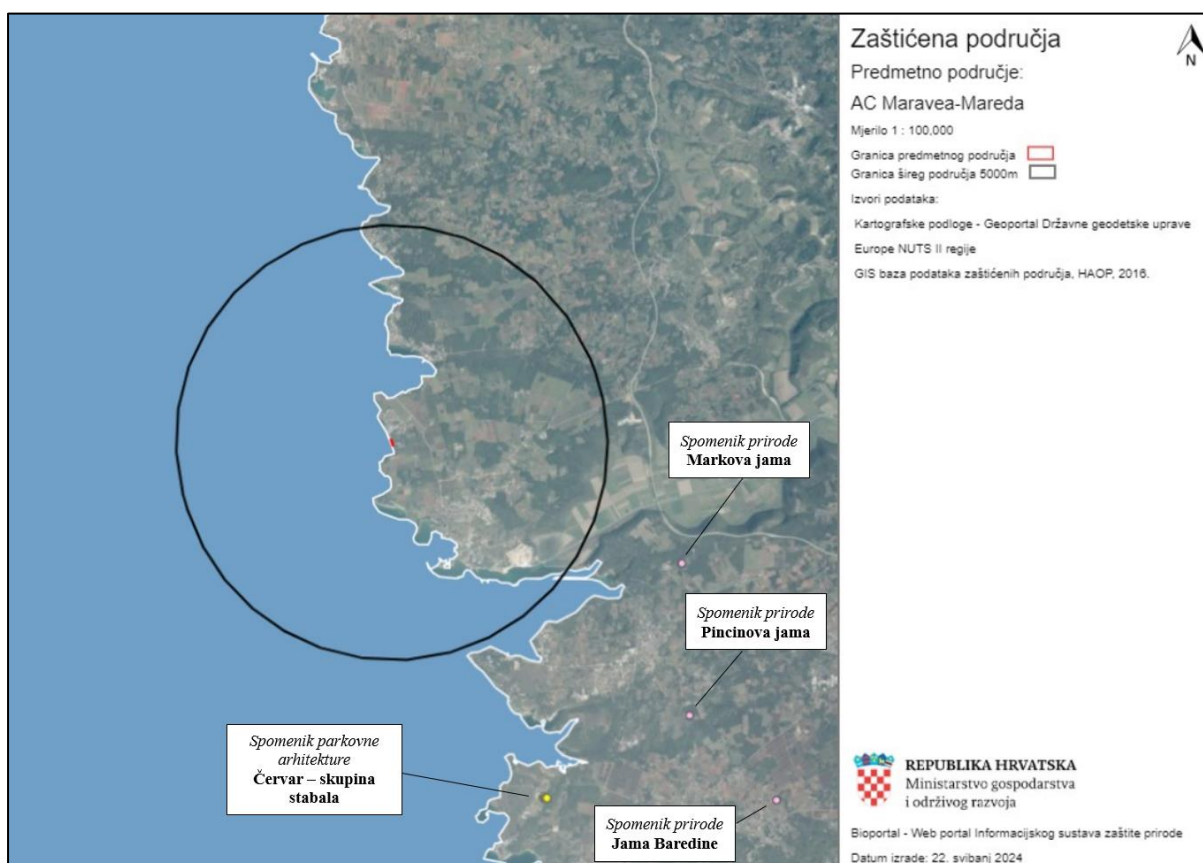 Zaštićena područja
N
Predmetno područje:
AC Maravea-Mareda
Mjerilo 1 : 100,000
Granica predmetnog područja
Granica šireg područja 5000m
Izvori podataka:
Kartografske podloge - Geoportal Državne geodetske uprave
Europe NUTS II regije
GIS baza podataka zaštićenih područja, HAOP, 2016.
Spomenik prirode
Markova jama
Spomenik prirode
Pincinova jama
Spomenik parkovne
arhitekture
Červar – skupina
stabala
Spomenik prirode
Jama Baredine
REPUBLIKA HRVATSKA
Ministarstvo gospodarstva
i održivog razvoja
Bioportal - Web portal Informacijskog sustava zaštite prirode
Datum izrade: 22. svibanj 2024